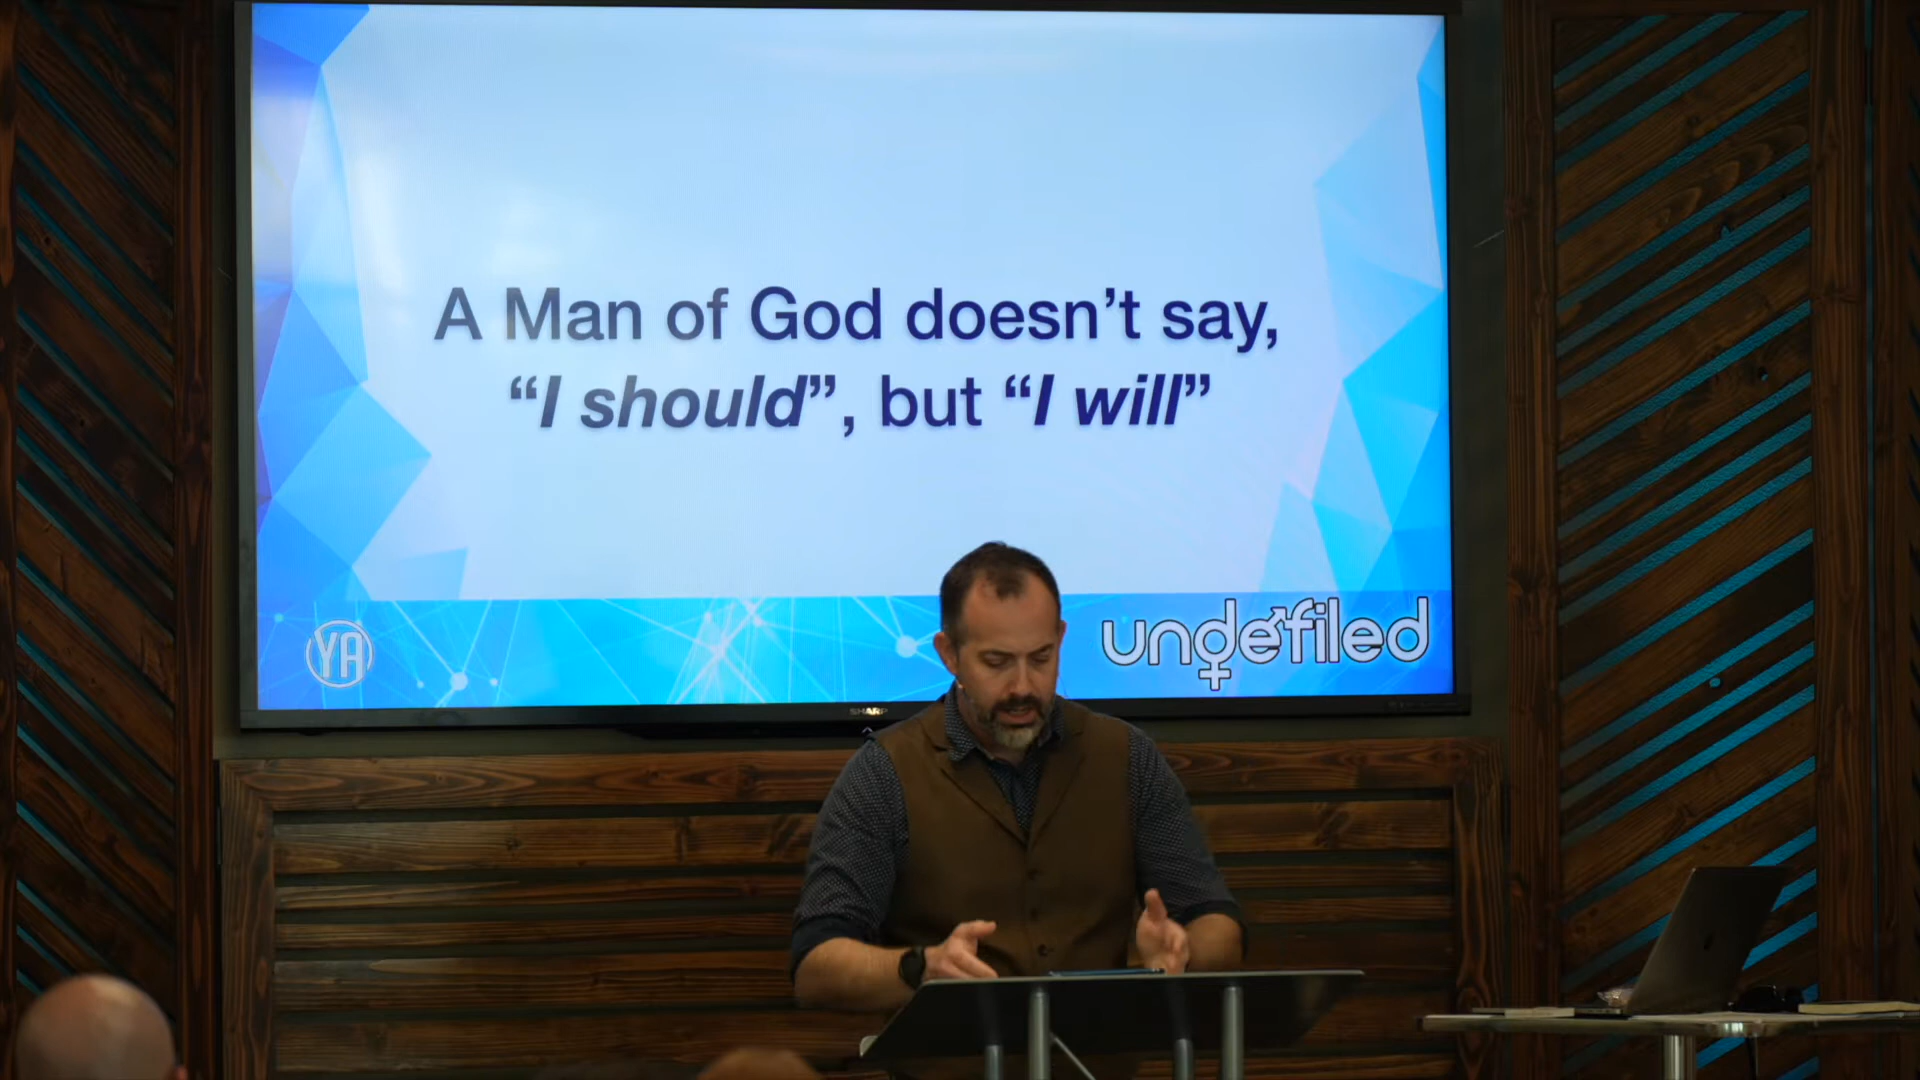 A Man of God doesn’t say,
“I should”, but “I will”
YA
undefiled
SHARP